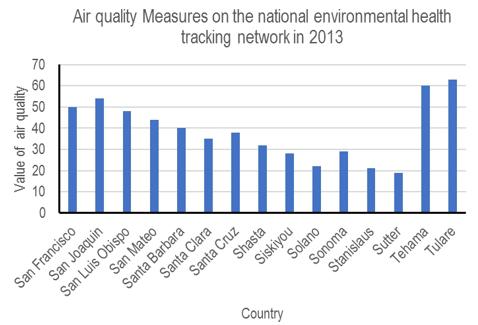 Air quality Measures on the national environmental health
tracking network in 2013
Value of air quality
70
60
50
40
30
20
10
0
San Francisco
San Joaquin
San Luis Obispo
San Mateo
Santa Barbara
Santa Clara
Santa Cruz
Shasta
Siskiyou
Solano
Sonoma
Stanislaus
Sutter
Tehama
Tulare
Country